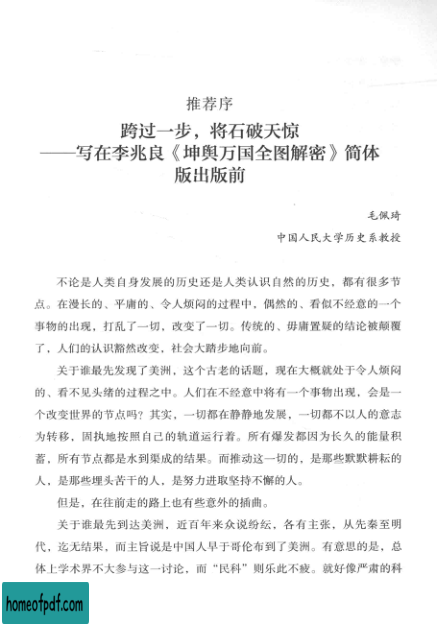 推荐序
跨过一步，将石破天惊
——写在李兆良《坤舆万国全图解密》简体
版出版前
毛佩琦
中国人民大学历史系教授
不论是人类自身发展的历史还是人类认识自然的历史，都有很多节
点。在漫长的、平庸的、令人烦闷的过程中，偶然的、看似不经意的一个
事物的出现，打乱了一切，改变了一切。传统的、毋庸置疑的结论被颠覆
了，人们的认识豁然改变，社会大踏步地向前。
关于谁最先发现了美洲，这个古老的话题，现在大概就处于令人烦闷
的、看不见头绪的过程之中。人们在不经意中将有一个事物出现，会是一
个改变世界的节点吗？其实，一切都在静静地发展，一切都不以人的意志
为转移，固执地按照自己的轨道运行着。所有爆发都因为长久的能量积
蓄，所有节点都是水到渠成的结果。而推动这一切的，是那些默默耕耘的
人，是那些埋头苦干的人，是努力进取坚持不懈的人。
但是，在往前走的路上也有些意外的插曲。
关于谁最先到达美洲，近百年来众说纷纭，各有主张，从先秦至明
代，迄无结果，而主旨说是中国人早于哥伦布到了美洲。有意思的是，总
体上学术界不大参与这一讨论，而“民科”则乐此不疲。就好像严肃的科
homeofpdf.com